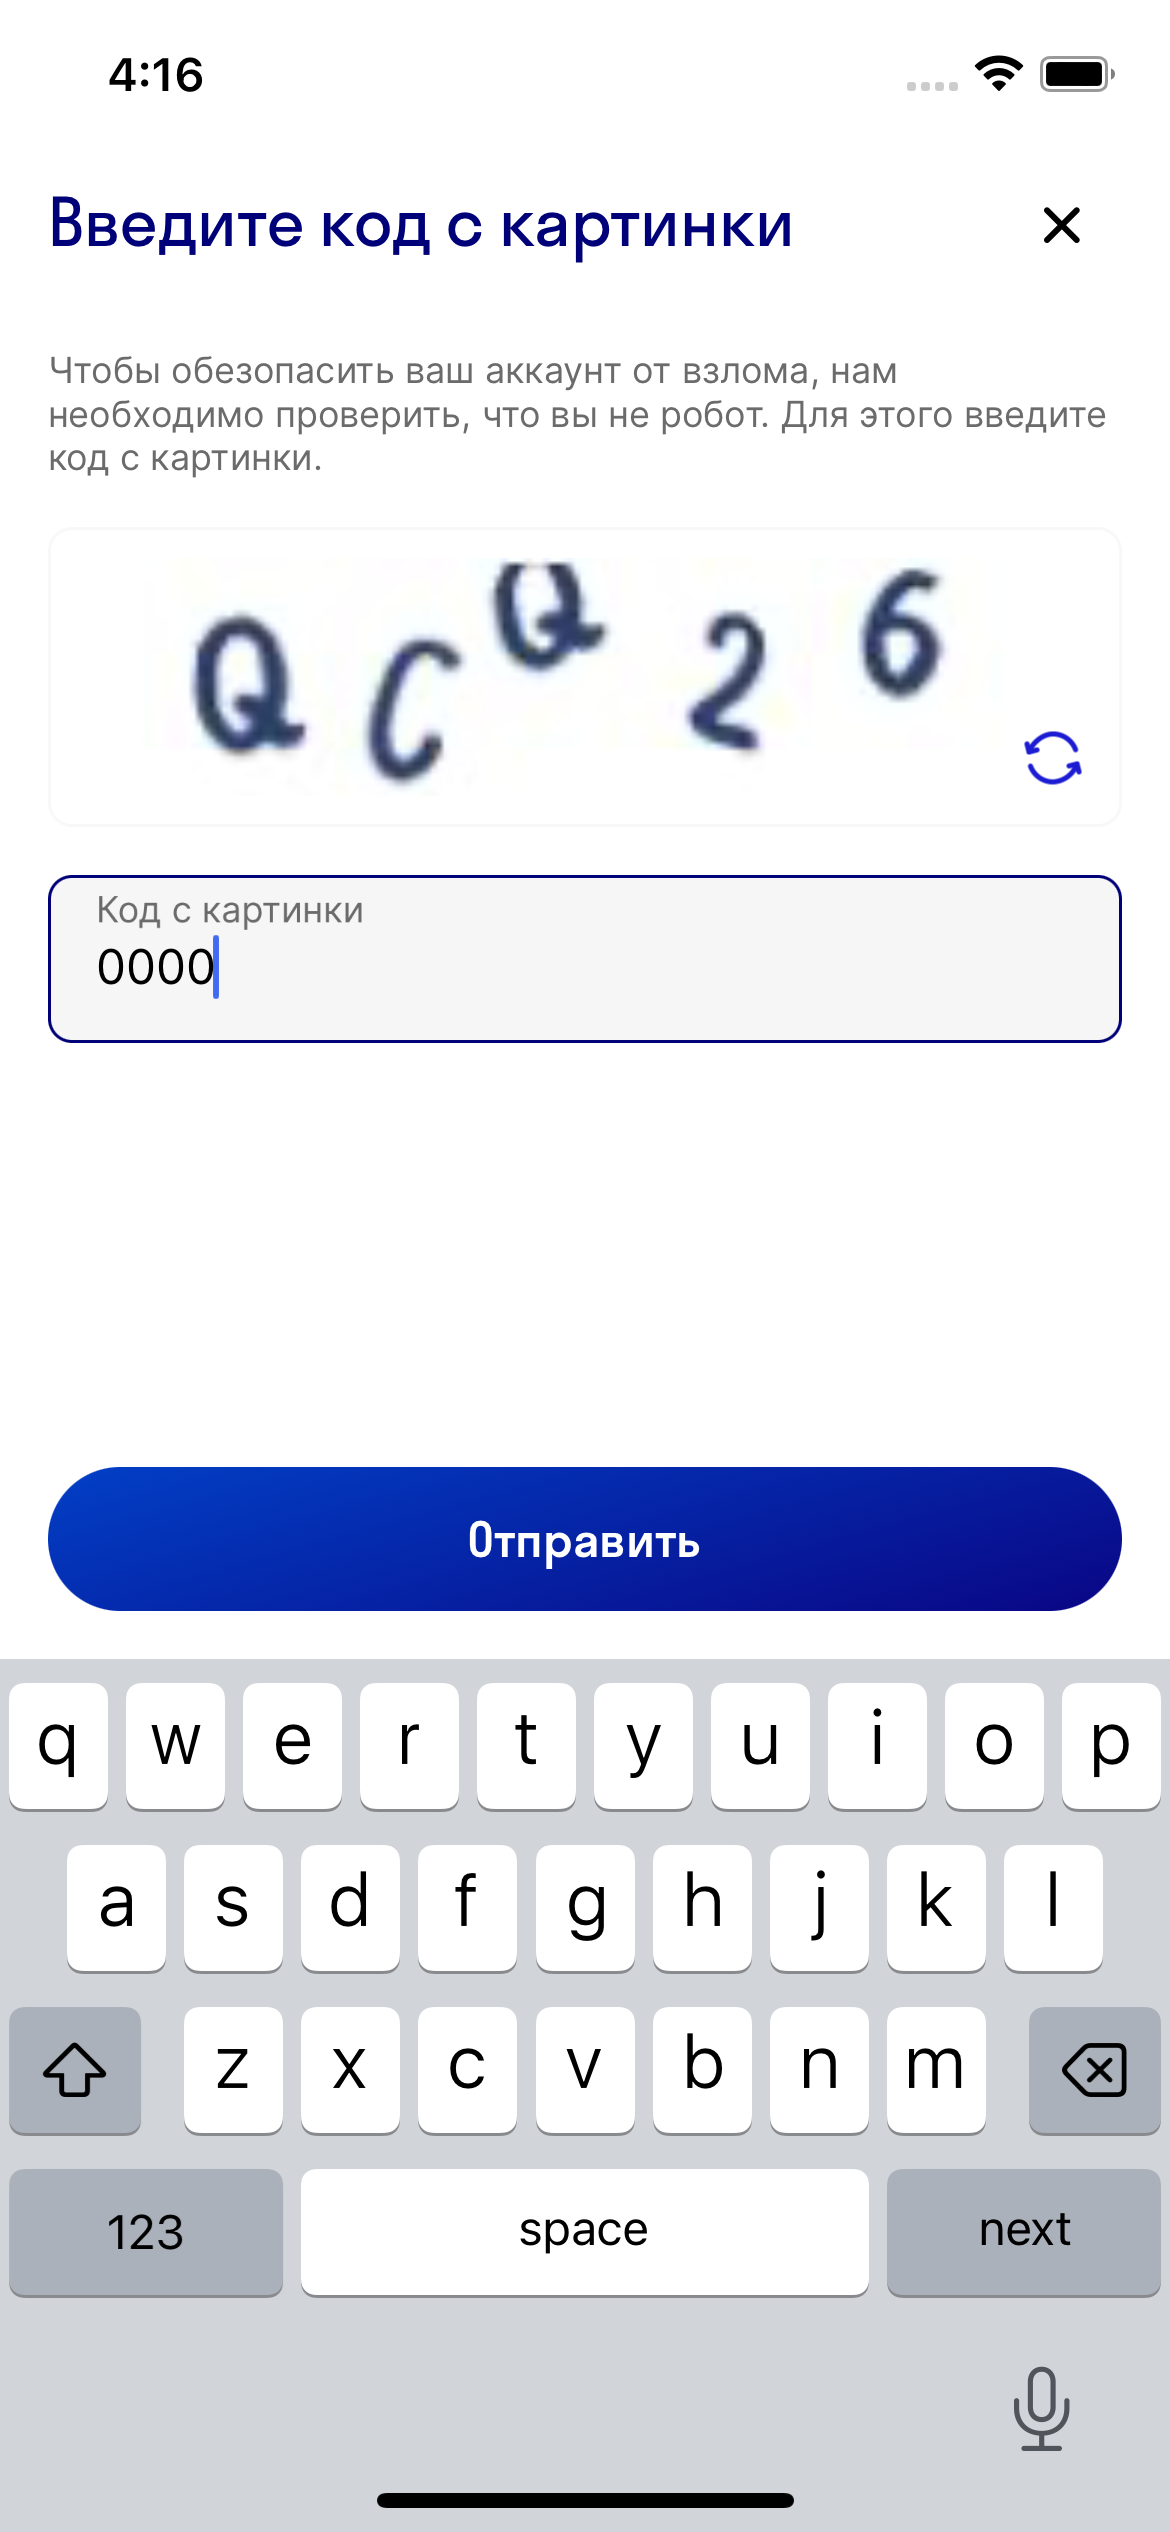 4:16
Введите код с картинки
Чтобы обезопасить ваш аккаунт от взлома, нам
необходимо проверить, что вы не робот. Для этого введите
код с картинки.
Q C Q 2 6
Код с картинки
0000
Отправить
q w e r t y u i o p
a s d f g h j k l
z x c v b n m
123 space next